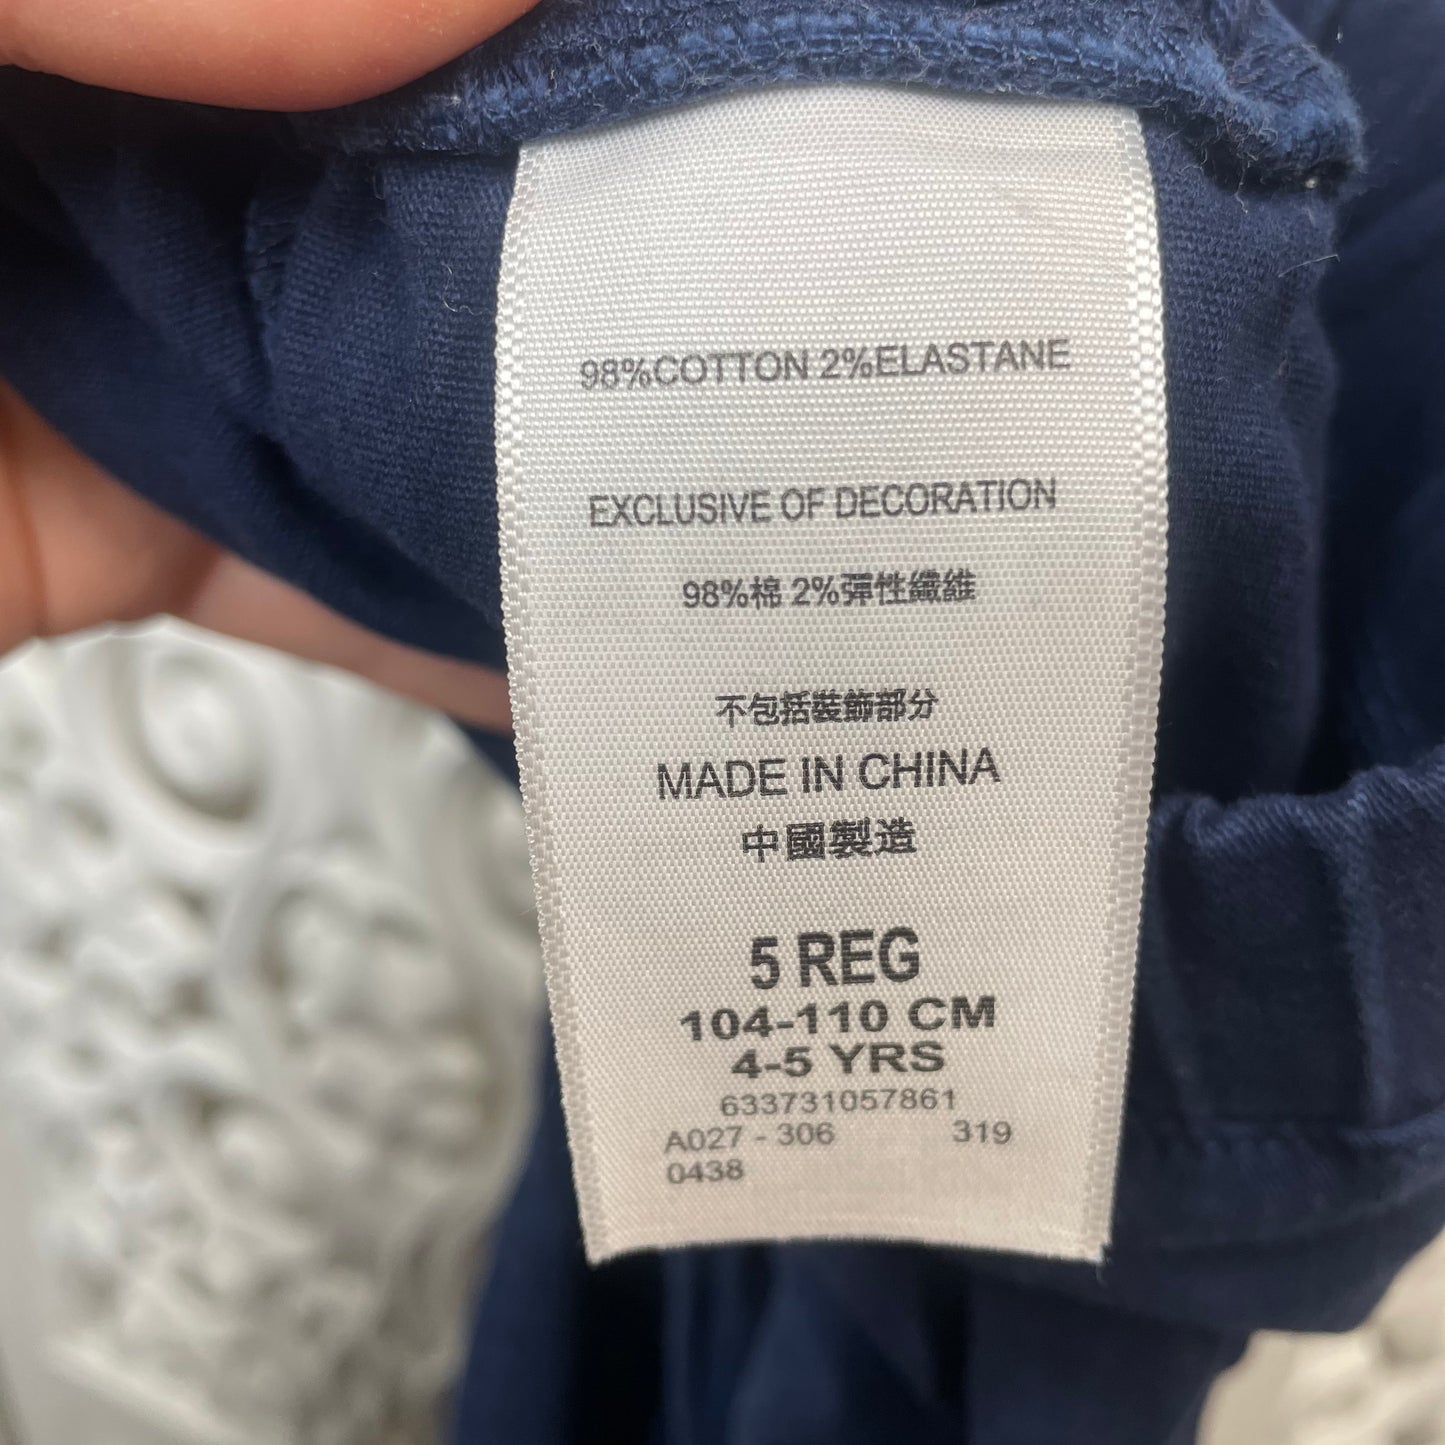 98%COTTON 2%ELASTANE
EXCLUSIVE OF DECORATION
98%棉 2%彈性纖維
不包括裝飾部分
MADE IN CHINA
中國製造
5 REG
104-110 CM
4-5 YRS
633731057861
A027 - 306 319
0438